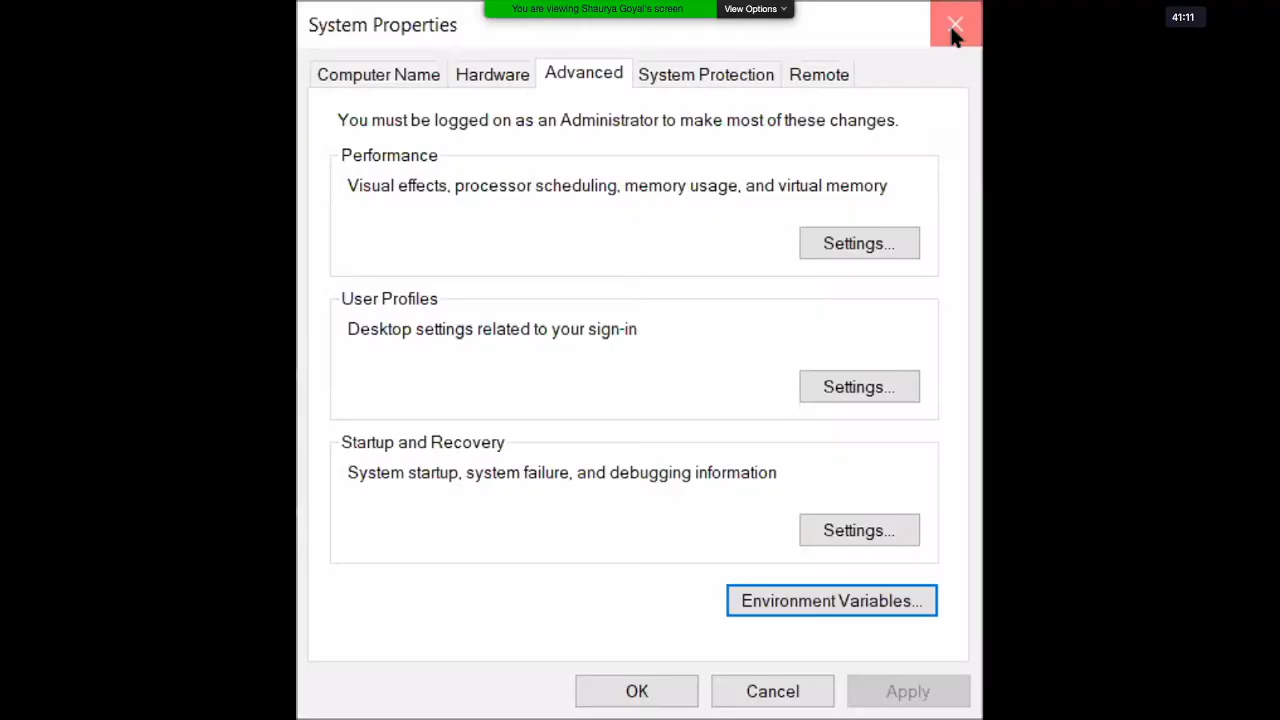 You are viewing Shaurya Goyal's screen
View Options
41:11
System Properties
Computer Name
Hardware
Advanced
System Protection
Remote
You must be logged on as an Administrator to make most of these changes.
Performance
Visual effects, processor scheduling, memory usage, and virtual memory
Settings...
User Profiles
Desktop settings related to your sign-in
Settings...
Startup and Recovery
System startup, system failure, and debugging information
Settings...
Environment Variables...
OK
Cancel
Apply